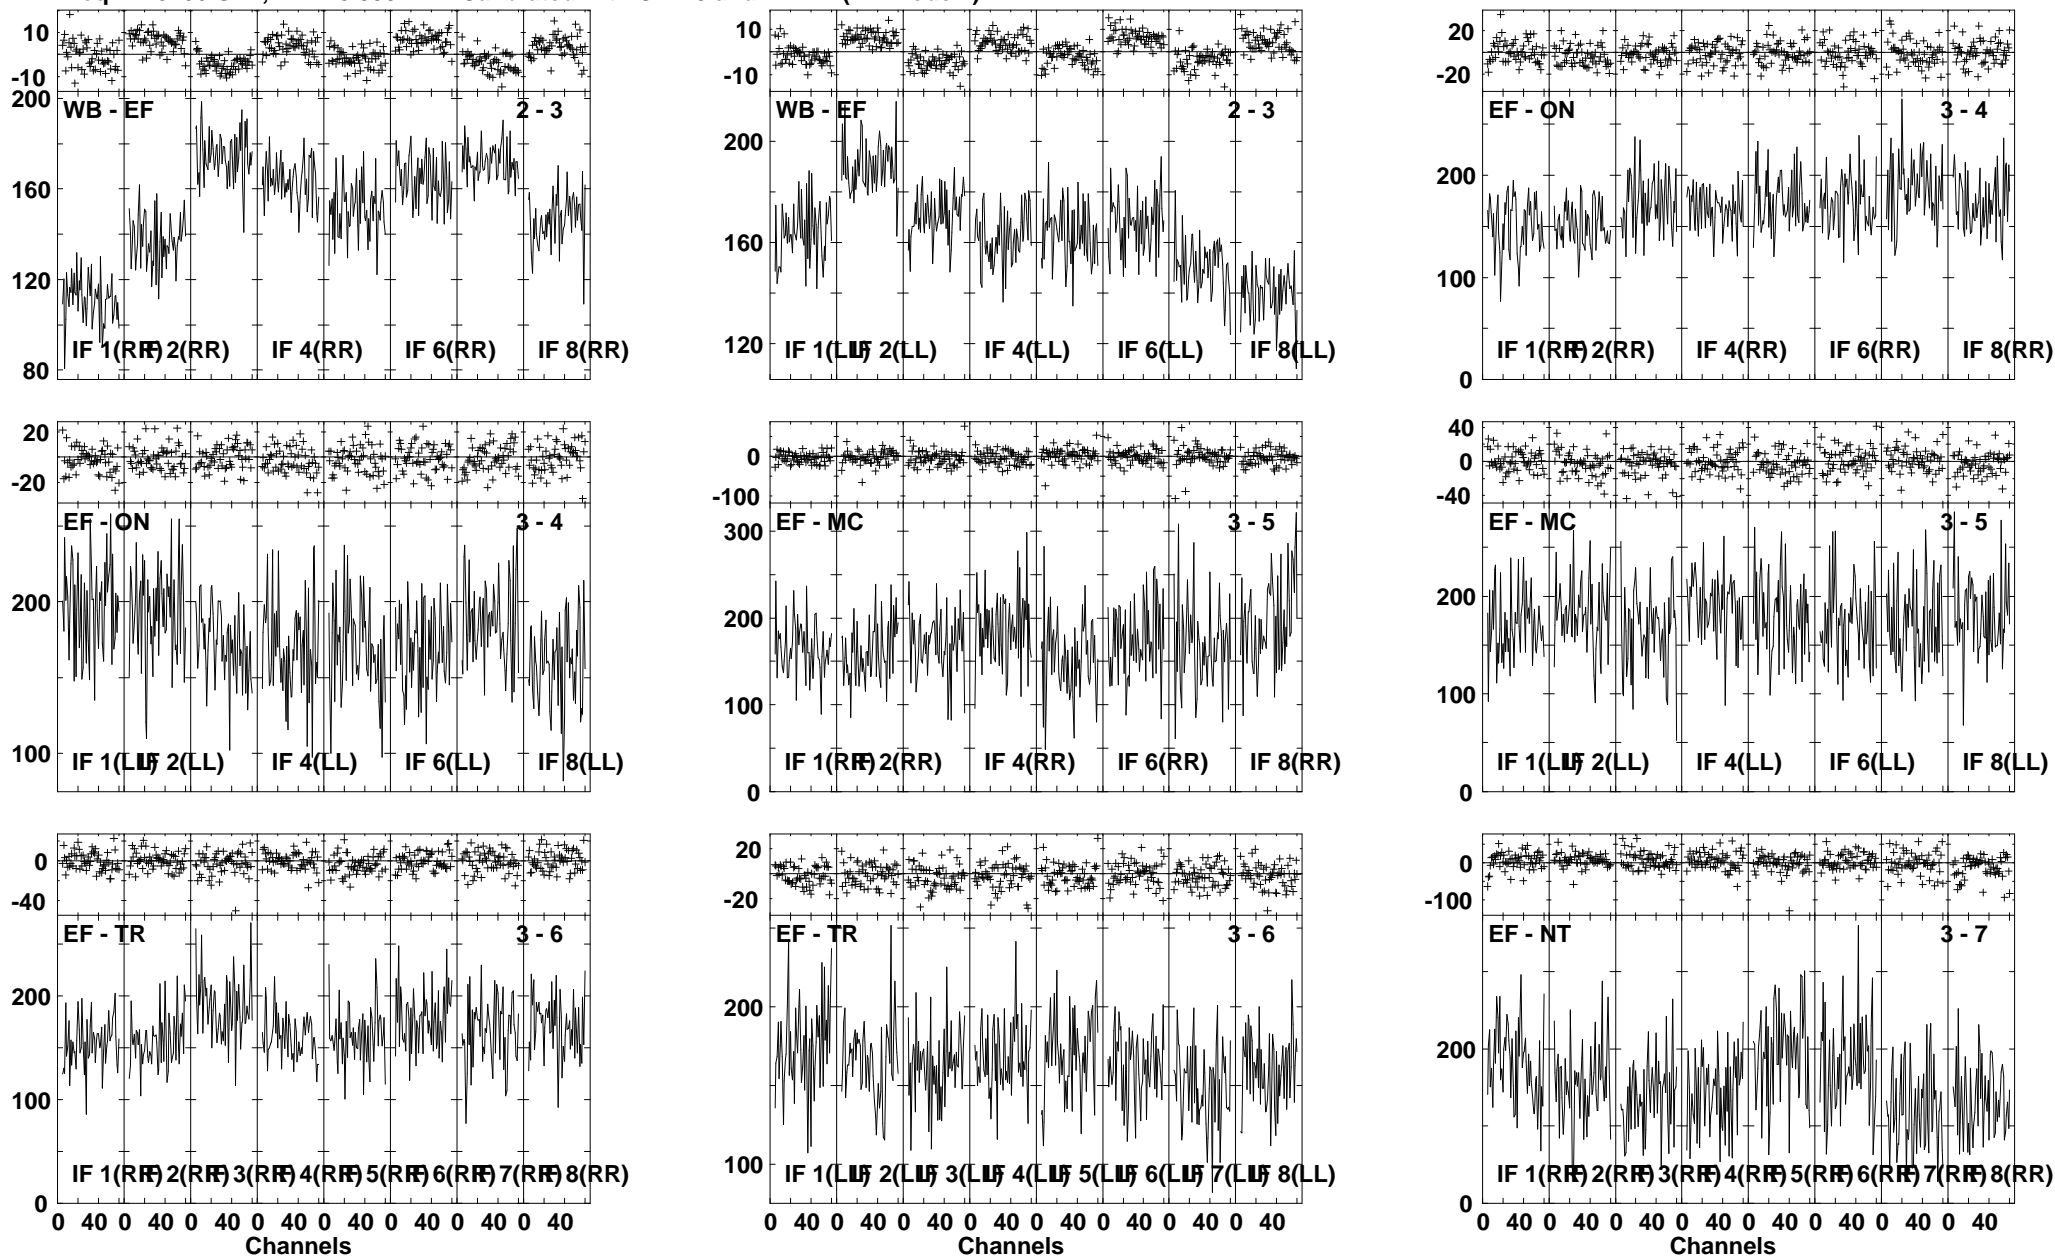 10
-10
200
160
120
80
WB - EF 2 - 3
IF 1(RR) IF 2(RR) IF 4(RR) IF 6(RR) IF 8(RR)
10
-10
200
160
120
WB - EF 2 - 3
IF 1(LL) IF 2(LL) IF 4(LL) IF 6(LL) IF 8(LL)
20
-20
200
100
0
EF - ON 3 - 4
IF 1(RR) IF 2(RR) IF 4(RR) IF 6(RR) IF 8(RR)
20
-20
200
100
EF - ON 3 - 4
IF 1(LL) IF 2(LL) IF 4(LL) IF 6(LL) IF 8(LL)
0
-100
300
200
100
0
EF - MC 3 - 5
IF 1(RR) IF 2(RR) IF 4(RR) IF 6(RR) IF 8(RR)
40
0
-40
200
100
0
EF - MC 3 - 5
IF 1(LL) IF 2(LL) IF 4(LL) IF 6(LL) IF 8(LL)
0
-40
200
100
0
EF - TR 3 - 6
IF 1(RR) IF 2(RR) IF 3(RR) IF 4(RR) IF 5(RR) IF 6(RR) IF 7(RR) IF 8(RR)
0 40 0 40 0 40 0 40 0 40 0 40 0 40 0 40
Channels
20
-20
200
100
EF - TR 3 - 6
IF 1(LL) IF 2(LL) IF 3(LL) IF 4(LL) IF 5(LL) IF 6(LL) IF 7(LL) IF 8(LL)
0 40 0 40 0 40 0 40 0 40 0 40 0 40 0 40
Channels
0
-100
200
0
EF - NT 3 - 7
IF 1(RR) IF 2(RR) IF 3(RR) IF 4(RR) IF 5(RR) IF 6(RR) IF 7(RR) IF 8(RR)
0 40 0 40 0 40 0 40 0 40 0 40 0 40 0 40
Channels